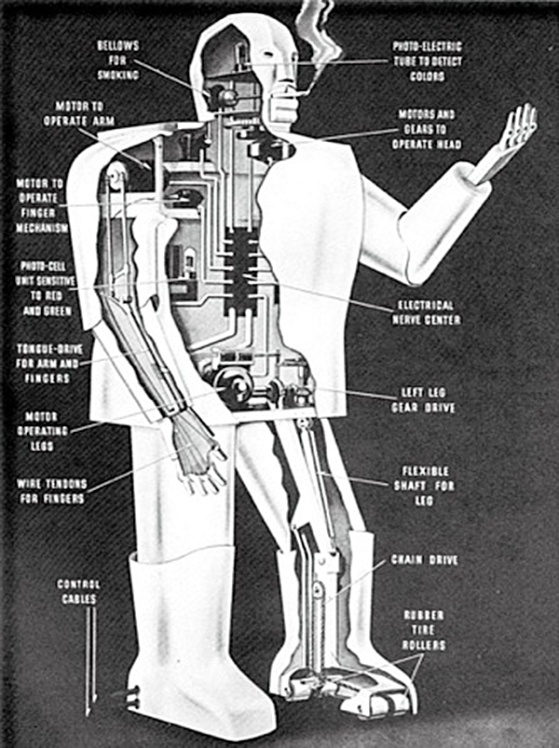 BELLOWS
FOR
SMOKING
MOTOR TO
OPERATE ARM
MOTOR TO
OPERATE
FINGER
MECHANISM
PHOTO-CELL
UNIT SENSITIVE
TO RED
AND GREEN
TONGUE-DRIVE
FOR ARM AND
FINGERS
MOTOR
OPERATING
LEGS
WIRE TENDONS
FOR FINGERS
CONTROL
CABLES
PHOTO-ELECTRIC
TUBE TO DETECT
COLORS
MOTORS AND
GEARS TO
OPERATE HEAD
ELECTRICAL
NERVE CENTER
LEFT LEG
GEAR DRIVE
FLEXIBLE
SHAFT FOR
LEG
CHAIN DRIVE
RUBBER
TIRE
ROLLERS